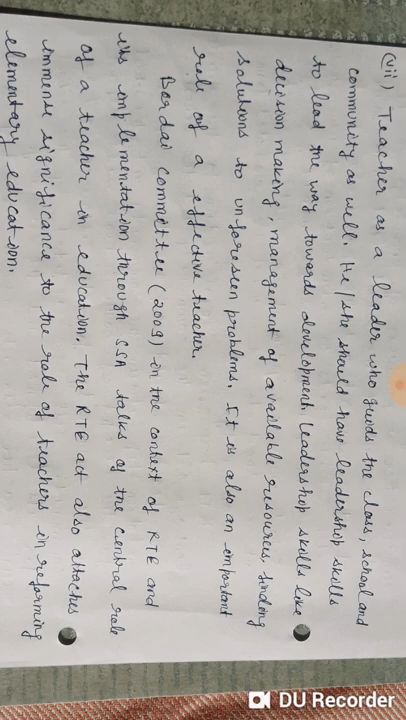 (vii) Teacher as a leader who guids the class, school and
community as well. He/she should have leadership skills
to lead the way towards development. Leadership skills like
decision making, management of available resources, finding
solutions to unforeseen problems. It is also an important
role of a effective teacher.
Bordai Committee (2009) in the context of RTE and
it's implementation through SSA talks of the central role
of a teacher in education. The RTE act also attaches
immense significance to the role of teachers in reforming
elementary education.
DU Recorder